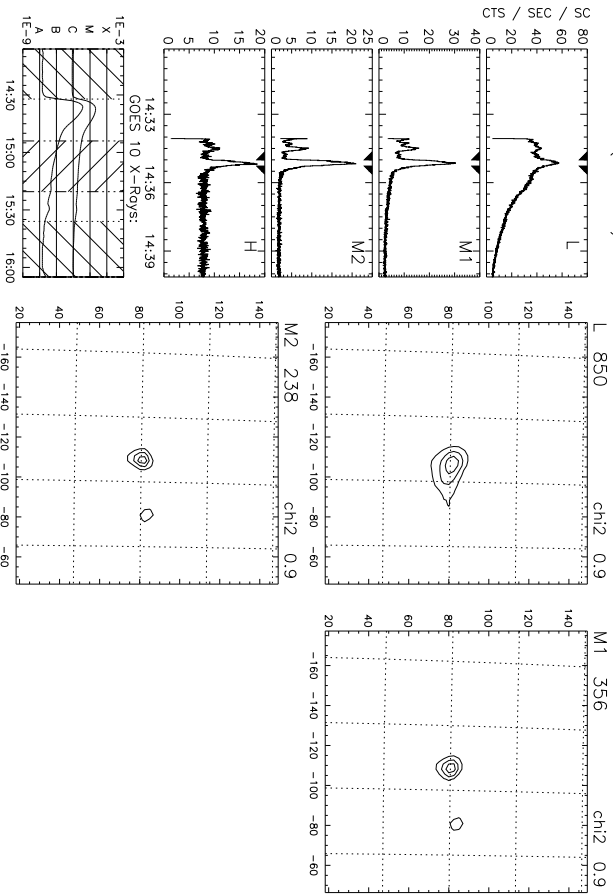 CTS / SEC / SC
80
60
40
20
0
L
40
30
20
10
0
M1
25
20
15
10
5
0
M2
20
15
10
5
0
H
14:33 14:36 14:39
GOES 10 X-Rays:
1E-3
X
M
C
B
A
1E-9
14:30 15:00 15:30 16:00
L 850 chi2 0.9
140
120
100
80
60
40
20
-160 -140 -120 -100 -80 -60
M2 238 chi2 0.9
140
120
100
80
60
40
20
-160 -140 -120 -100 -80 -60
M1 356 chi2 0.9
140
120
100
80
60
40
20
-160 -140 -120 -100 -80 -60